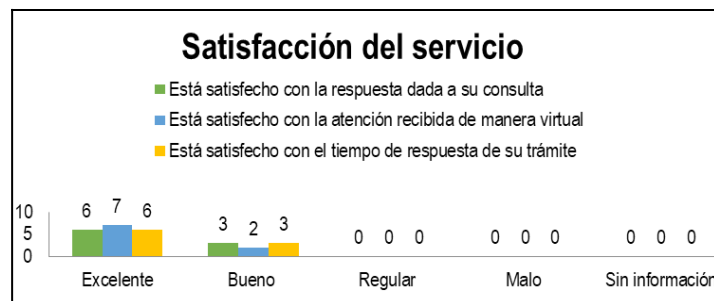 Satisfacción del servicio
Está satisfecho con la respuesta dada a su consulta
Está satisfecho con la atención recibida de manera virtual
Está satisfecho con el tiempo de respuesta de su trámite
10
5
0
6 7 6
3 2 3
0 0 0
0 0 0
0 0 0
Excelente Bueno Regular Malo Sin información